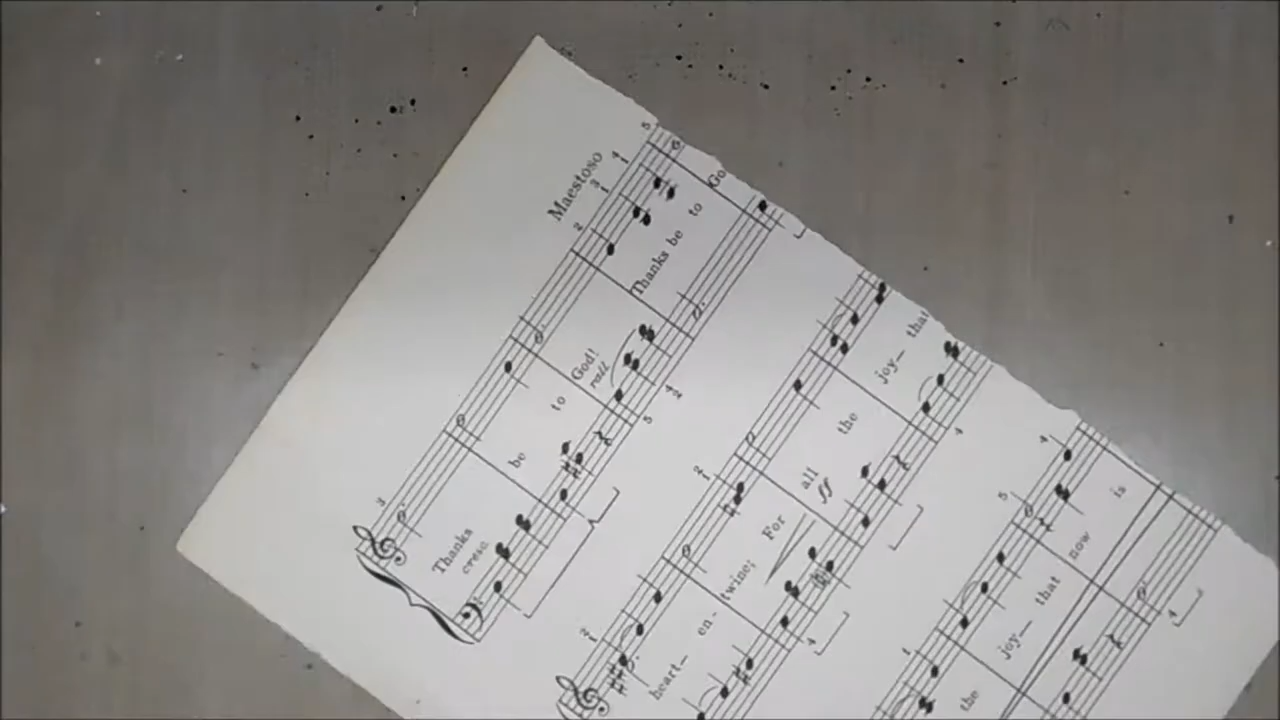 Maestoso
Thanks be to God! Thanks be to Go
cresc. rall
heart— en- twine; For all the joy— that
ff
the joy— that now is